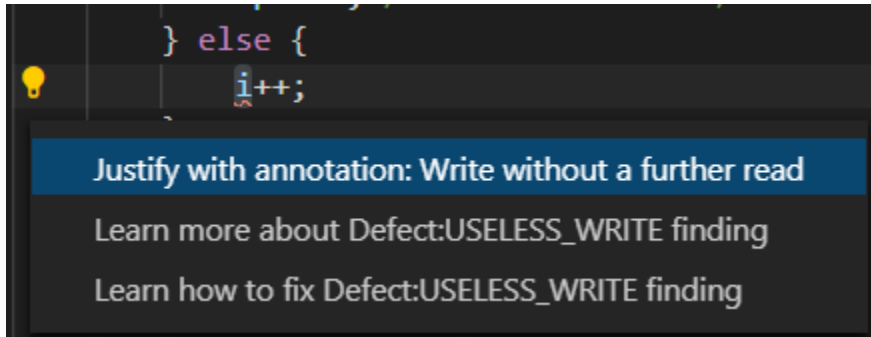 } else {
i++;
}
Justify with annotation: Write without a further read
Learn more about Defect:USELESS_WRITE finding
Learn how to fix Defect:USELESS_WRITE finding